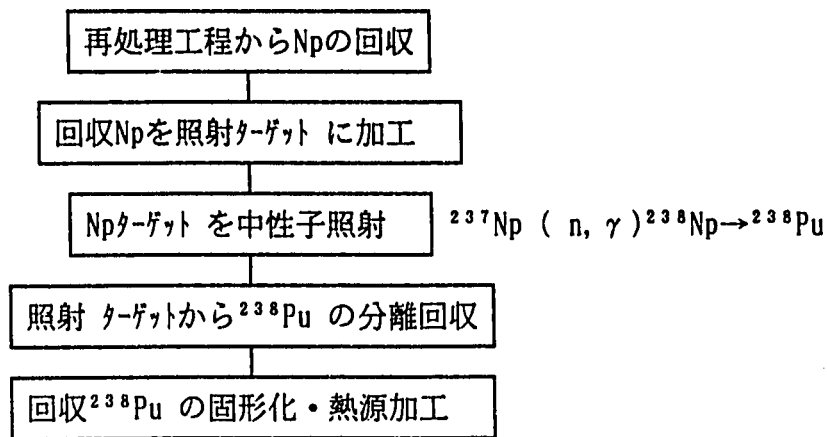 再処理工程からNpの回収
回収Npを照射ﾀｰｹﾞｯﾄ に加工
Npﾀｰｹﾞｯﾄ を中性子照射 ²³⁷Np ( n, γ )²³⁸Np→²³⁸Pu
照射 ﾀｰｹﾞｯﾄから²³⁸Pu の分離回収
回収²³⁸Pu の固形化・熱源加工